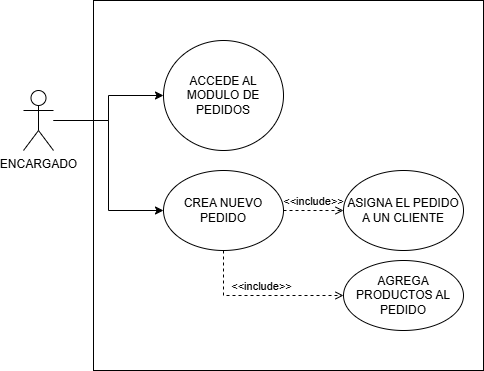 ACCEDE AL
MODULO DE
PEDIDOS
ENCARGADO
CREA NUEVO
PEDIDO
<<include>>
ASIGNA EL PEDIDO
A UN CLIENTE
<<include>>
AGREGA
PRODUCTOS AL
PEDIDO